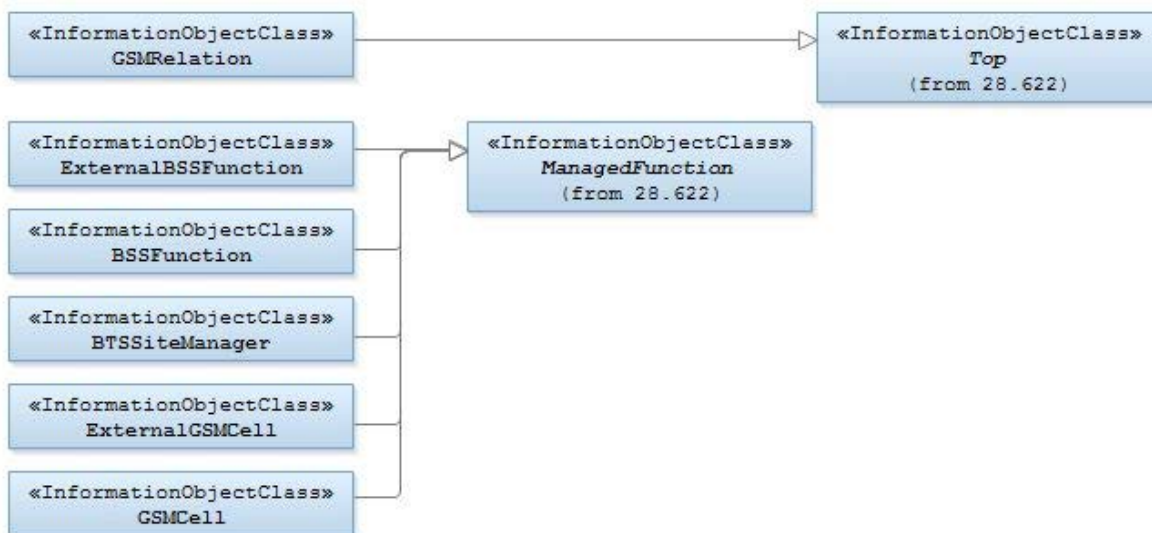 «InformationObjectClass»
GSMRelation
«InformationObjectClass»
Top
(from 28.622)
«InformationObjectClass»
ExternalBSSFunction
«InformationObjectClass»
ManagedFunction
(from 28.622)
«InformationObjectClass»
BSSFunction
«InformationObjectClass»
BTSSiteManager
«InformationObjectClass»
ExternalGSMCell
«InformationObjectClass»
GSMCell